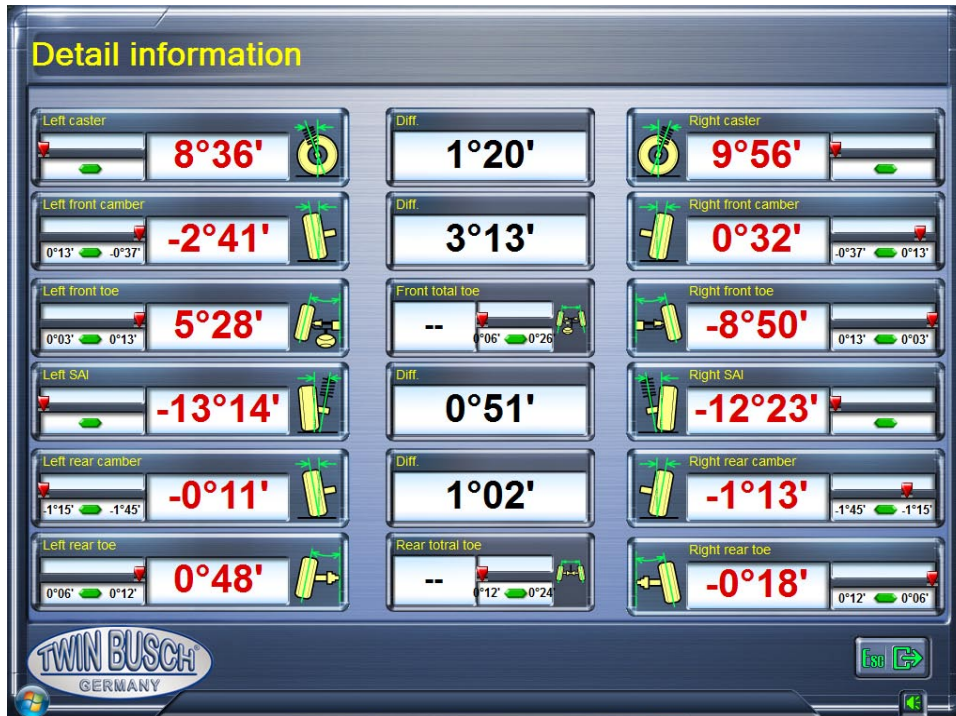 Detail information
Left caster
8°36'
Diff.
1°20'
Right caster
9°56'
Left front camber
0°13' -0°37'
-2°41'
Diff.
3°13'
Right front camber
0°32'
-0°37' 0°13'
Left front toe
0°03' 0°13'
5°28'
Front total toe
--
0°06' 0°26
Right front toe
-8°50'
0°13' 0°03'
Left SAI
-13°14'
Diff.
0°51'
Right SAI
-12°23'
Left rear camber
-1°15' -1°45'
-0°11'
Diff.
1°02'
Right rear camber
-1°13'
-1°45' -1°15'
Left rear toe
0°06' 0°12'
0°48'
Rear totral toe
--
0°12' 0°24'
Right rear toe
-0°18'
0°12' 0°06'
TWIN BUSCH
GERMANY
Esc